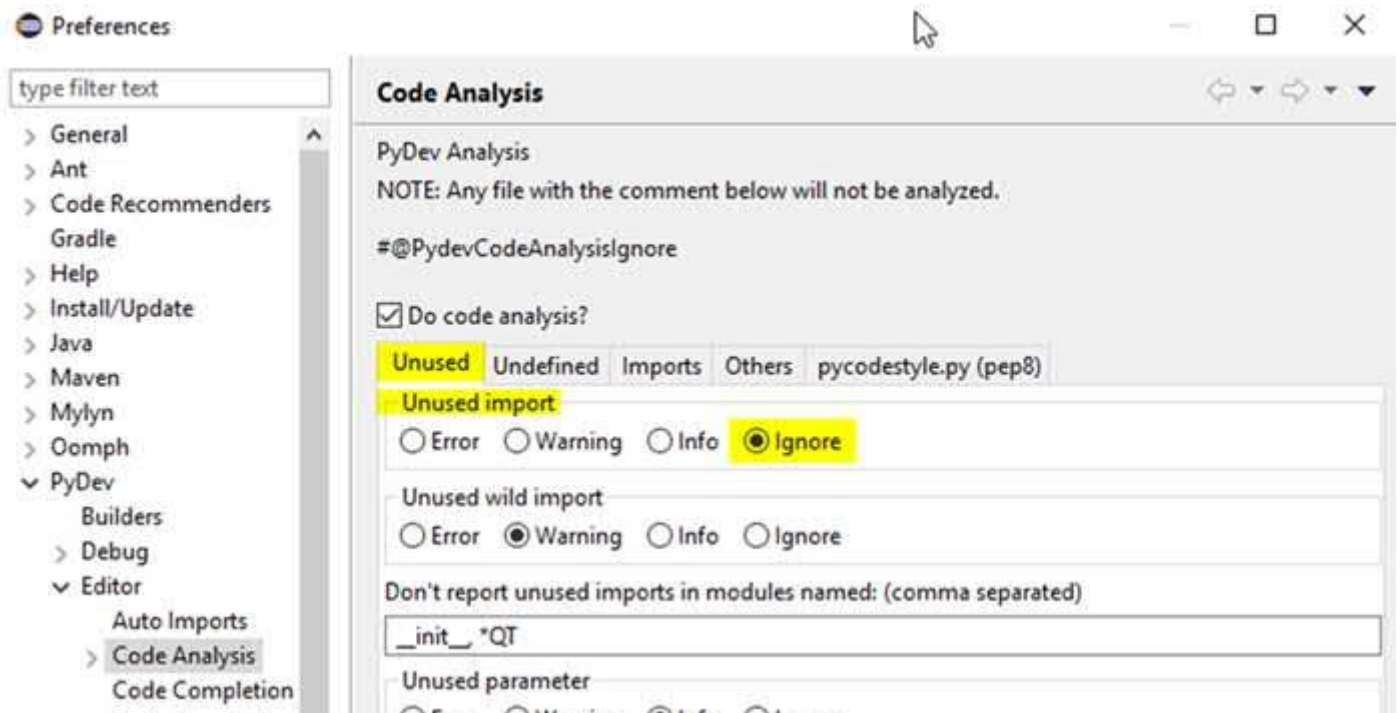 Preferences
type filter text
General
Ant
Code Recommenders
Gradle
Help
Install/Update
Java
Maven
Mylyn
Oomph
PyDev
Builders
Debug
Editor
Auto Imports
Code Analysis
Code Completion
Code Analysis
PyDev Analysis
NOTE: Any file with the comment below will not be analyzed.
#@PydevCodeAnalysisIgnore
Do code analysis?
Unused Undefined Imports Others pycodestyle.py (pep8)
Unused import
Error Warning Info Ignore
Unused wild import
Error Warning Info Ignore
Don't report unused imports in modules named: (comma separated)
__init__, *QT
Unused parameter